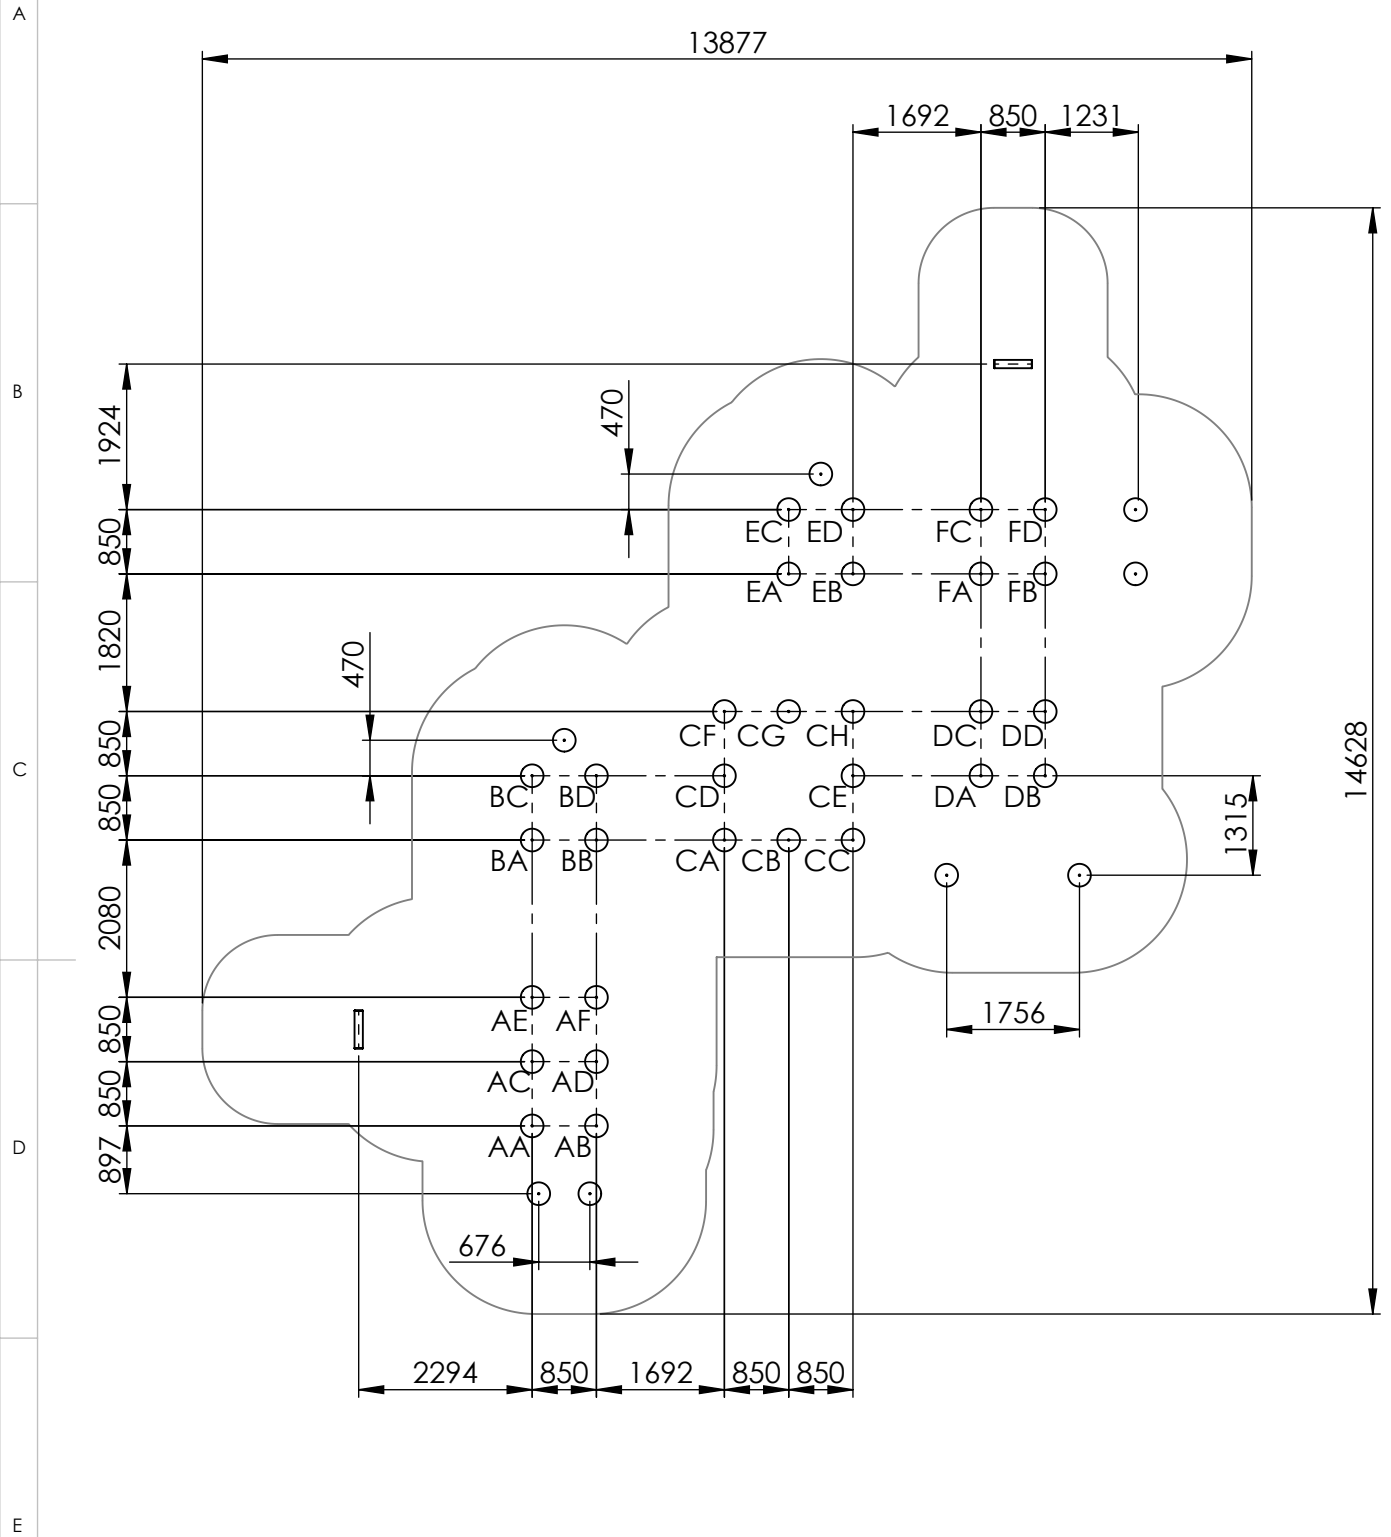 A
13877
1692 850 1231
B
1924
470
EC ED FC FD
850
EA EB FA FB
1820
470
CF CG CH DC DD
850
14628
C
BC BD CD CE DA DB
850
1315
BA BB CA CB CC
2080
1756
AE AF
850
AC AD
850
D
AA AB
897
676
2294 850 1692 850 850
E